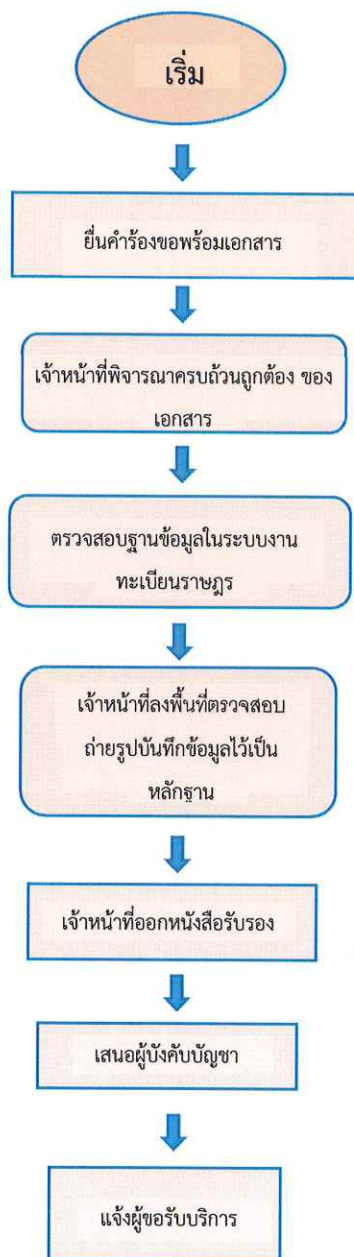 เริ่ม
ยื่นคำร้องขอพร้อมเอกสาร
เจ้าหน้าที่พิจารณาครบถ้วนถูกต้อง ของ
เอกสาร
ตรวจสอบฐานข้อมูลในระบบงาน
ทะเบียนราษฎร
เจ้าหน้าที่ลงพื้นที่ตรวจสอบ
ถ่ายรูปบันทึกข้อมูลไว้เป็น
หลักฐาน
เจ้าหน้าที่ออกหนังสือรับรอง
เสนอผู้บังคับบัญชา
แจ้งผู้ขอรับบริการ